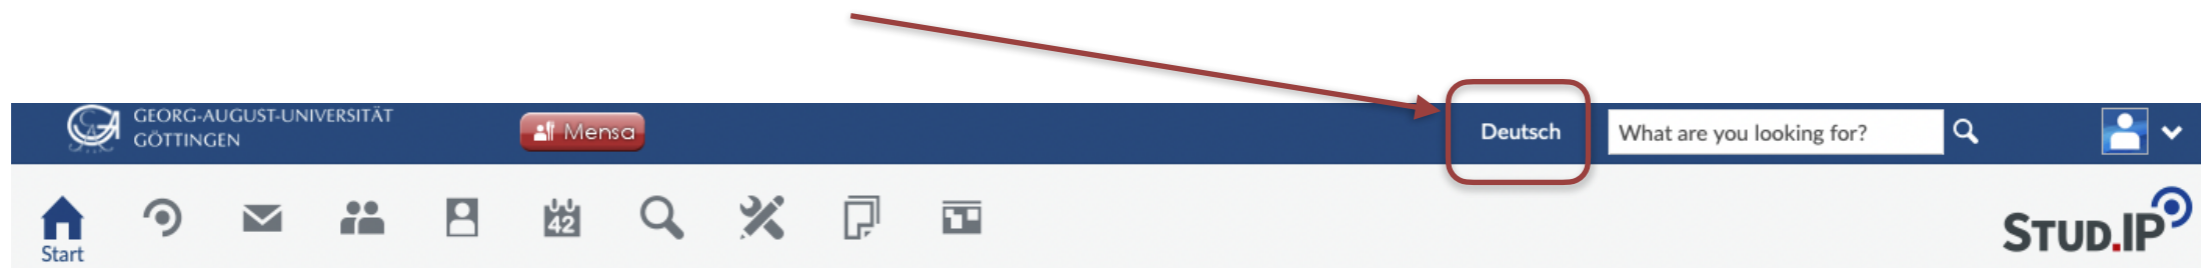 GEORG-AUGUST-UNIVERSITÄT
GÖTTINGEN
Mensa
Deutsch
What are you looking for?
42
Start
STUD.IP